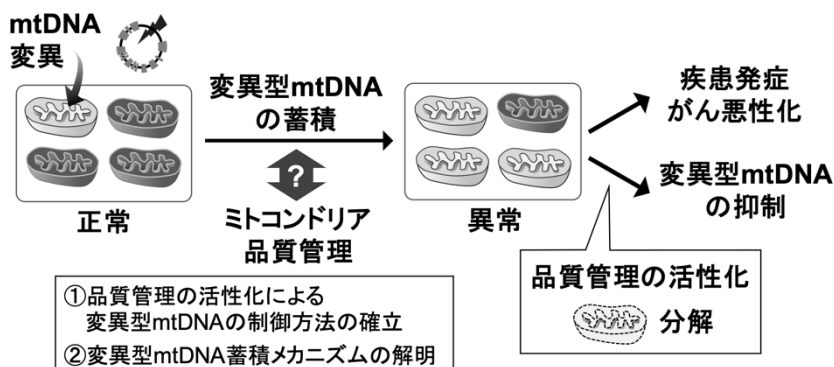 mtDNA
変異
正常
変異型mtDNA
の蓄積
?
ミトコンドリア
品質管理
異常
疾患発症
がん悪性化
変異型mtDNA
の抑制
品質管理の活性化
分解
①品質管理の活性化による
変異型mtDNAの制御方法の確立
②変異型mtDNA蓄積メカニズムの解明